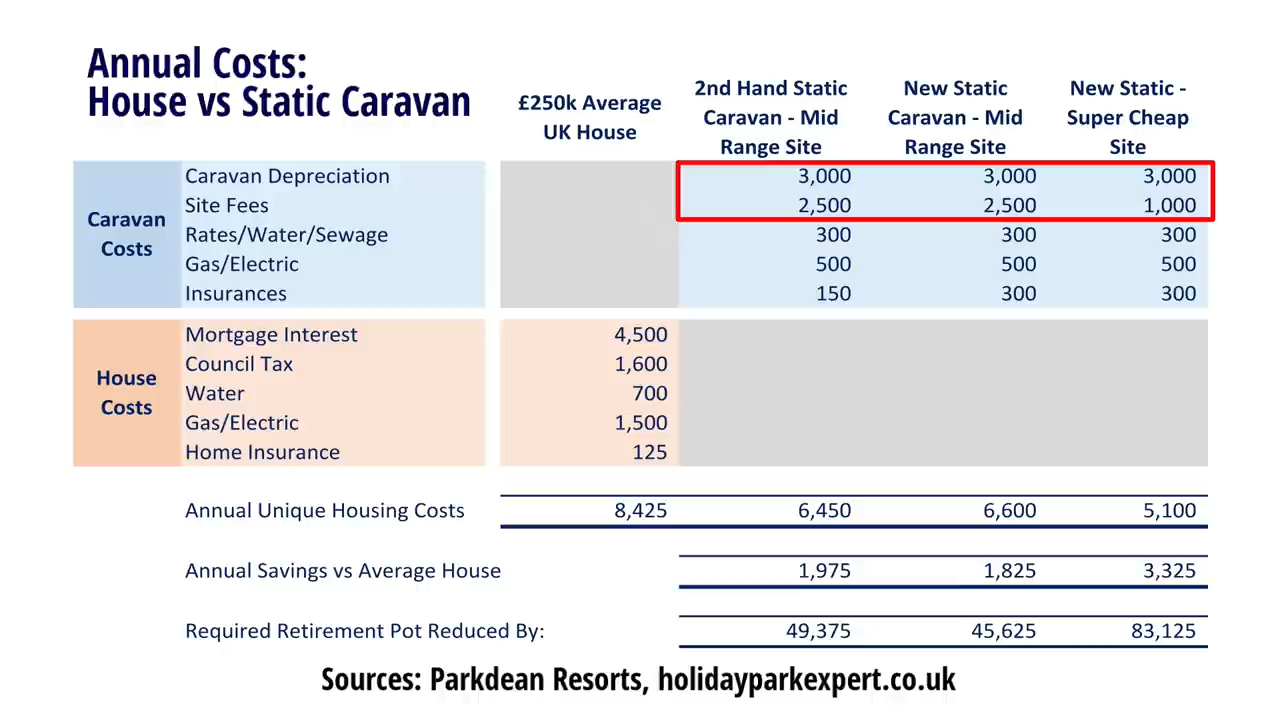 Annual Costs:
House vs Static Caravan
£250k Average
UK House
2nd Hand Static
Caravan - Mid
Range Site
New Static
Caravan - Mid
Range Site
New Static -
Super Cheap
Site
Caravan
Costs
Caravan Depreciation 3,000 3,000 3,000
Site Fees 2,500 2,500 1,000
Rates/Water/Sewage 300 300 300
Gas/Electric 500 500 500
Insurances 150 300 300
House
Costs
Mortgage Interest 4,500
Council Tax 1,600
Water 700
Gas/Electric 1,500
Home Insurance 125
Annual Unique Housing Costs 8,425 6,450 6,600 5,100
Annual Savings vs Average House 1,975 1,825 3,325
Required Retirement Pot Reduced By: 49,375 45,625 83,125
Sources: Parkdean Resorts, holidayparkexpert.co.uk